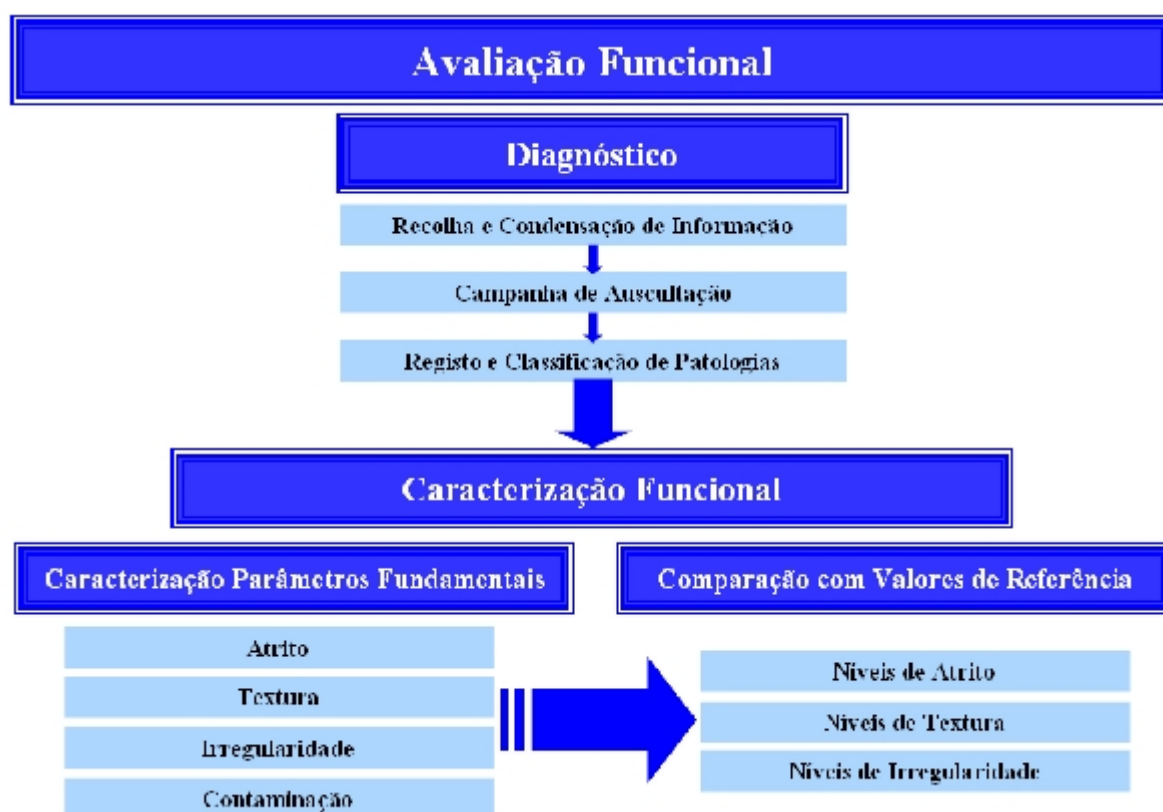 Avaliação Funcional
Diagnóstico
Recolha e Condensação de Informacão
Campanha de Auscultação
Registo e Classificação de Patologias
Caracterização Funcional
Caracterização Parâmetros Fundamentais
Atrito
Textura
Irregularidade
Contaminação
Comparação com Valores de Referência
Níveis de Atrito
Níveis de Textura
Níveis de Irregularidade